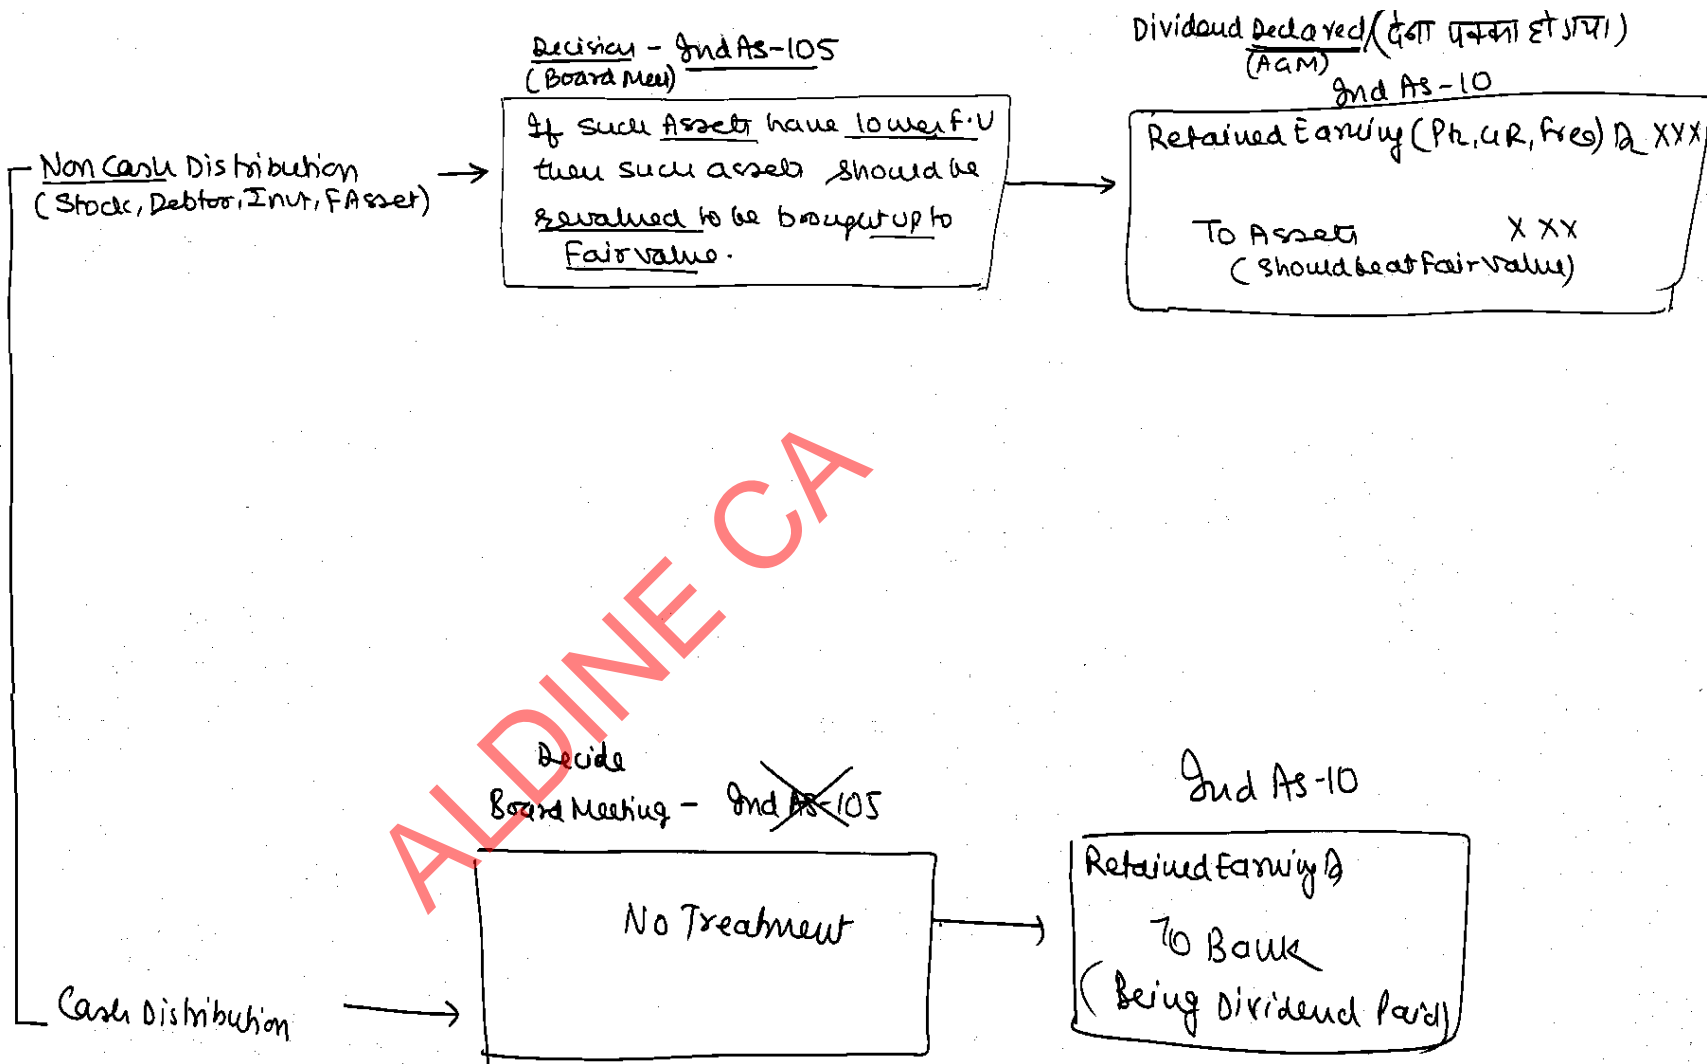 Decision - Ind As-105
(Board Meet)
Dividend Declared/(देना पक्का हो गया)
(AGM)
Ind As-10
Non Cash Distribution
(Stock, Debtor, Invt, FAsset)
If such Assets have lower F.V
then such assets should be
revalued to be brought up to
Fair value.
Retained Earning (PL, GR, Free) Dr XXX
To Assets XXX
(Should be at Fair Value)
ALDINE CA
Decide
Board Meeting - Ind AS-105
Ind As-10
No Treatment
Retained Earning Dr
To Bank
(Being Dividend Paid)
Cash Distribution